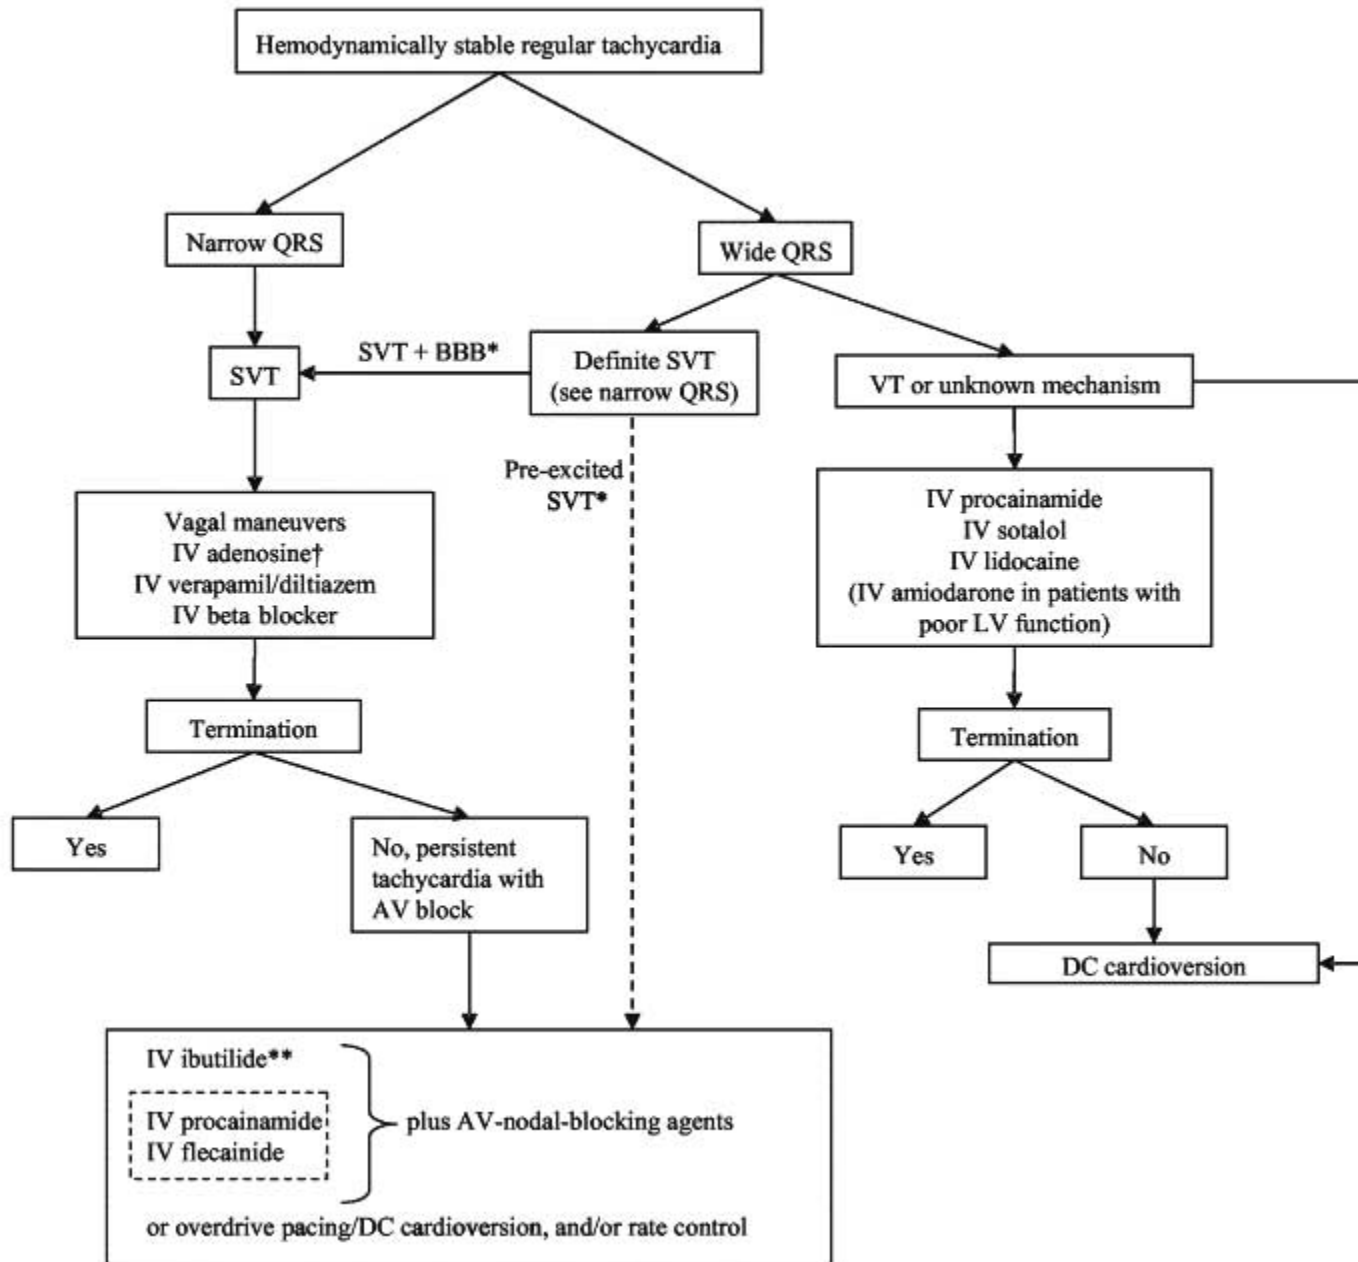 Hemodynamically stable regular tachycardia
Narrow QRS
Wide QRS
SVT
SVT + BBB*
Definite SVT
(see narrow QRS)
VT or unknown mechanism
Pre-excited
SVT*
Vagal maneuvers
IV adenosine†
IV verapamil/diltiazem
IV beta blocker
IV procainamide
IV sotalol
IV lidocaine
(IV amiodarone in patients with
poor LV function)
Termination
Termination
Yes
No, persistent
tachycardia with
AV block
Yes
No
DC cardioversion
IV ibutilide**
IV procainamide
IV flecainide
plus AV-nodal-blocking agents
or overdrive pacing/DC cardioversion, and/or rate control